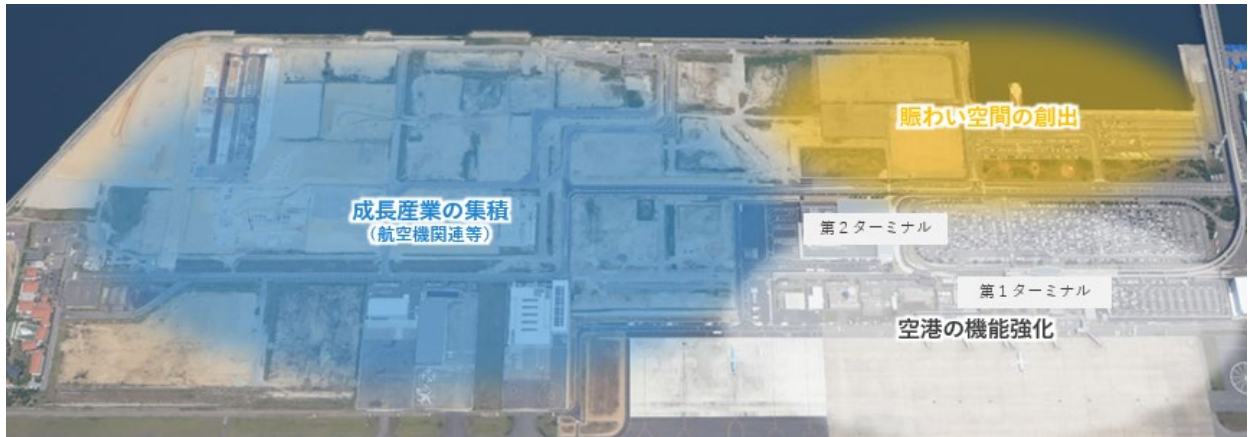 賑わい空間の創出
成長産業の集積
（航空機関連等）
第２ターミナル
第１ターミナル
空港の機能強化